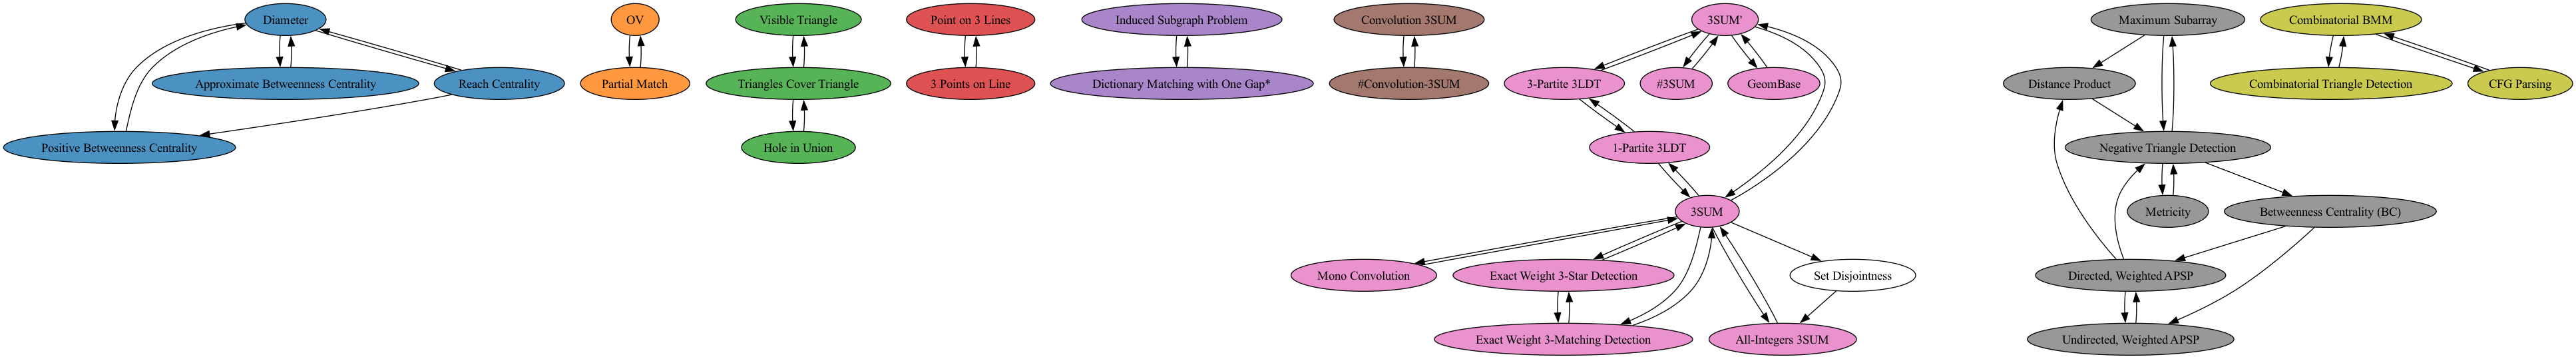 Diameter
OV
Visible Triangle
Point on 3 Lines
Induced Subgraph Problem
Convolution 3SUM
3SUM'
Maximum Subarray
Combinatorial BMM
Approximate Betweenness Centrality
Reach Centrality
Partial Match
Triangles Cover Triangle
3 Points on Line
Dictionary Matching with One Gap*
#Convolution-3SUM
3-Partite 3LDT
#3SUM
GeomBase
Distance Product
Combinatorial Triangle Detection
CFG Parsing
Positive Betweenness Centrality
Hole in Union
1-Partite 3LDT
Negative Triangle Detection
3SUM
Metricity
Betweenness Centrality (BC)
Mono Convolution
Exact Weight 3-Star Detection
Set Disjointness
Directed, Weighted APSP
Exact Weight 3-Matching Detection
All-Integers 3SUM
Undirected, Weighted APSP